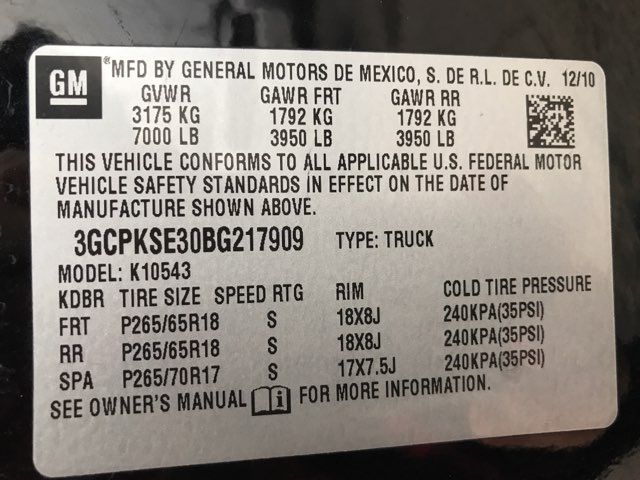 GM MFD BY GENERAL MOTORS DE MEXICO, S. DE R.L. DE C.V. 12/10
GVWR GAWR FRT GAWR RR
3175 KG 1792 KG 1792 KG
7000 LB 3950 LB 3950 LB
THIS VEHICLE CONFORMS TO ALL APPLICABLE U.S. FEDERAL MOTOR
VEHICLE SAFETY STANDARDS IN EFFECT ON THE DATE OF
MANUFACTURE SHOWN ABOVE.
3GCPKSE30BG217909 TYPE: TRUCK
MODEL: K10543
KDBR TIRE SIZE SPEED RTG RIM COLD TIRE PRESSURE
FRT P265/65R18 S 18X8J 240KPA(35PSI)
RR P265/65R18 S 18X8J 240KPA(35PSI)
SPA P265/70R17 S 17X7.5J 240KPA(35PSI)
SEE OWNER'S MANUAL i FOR MORE INFORMATION.